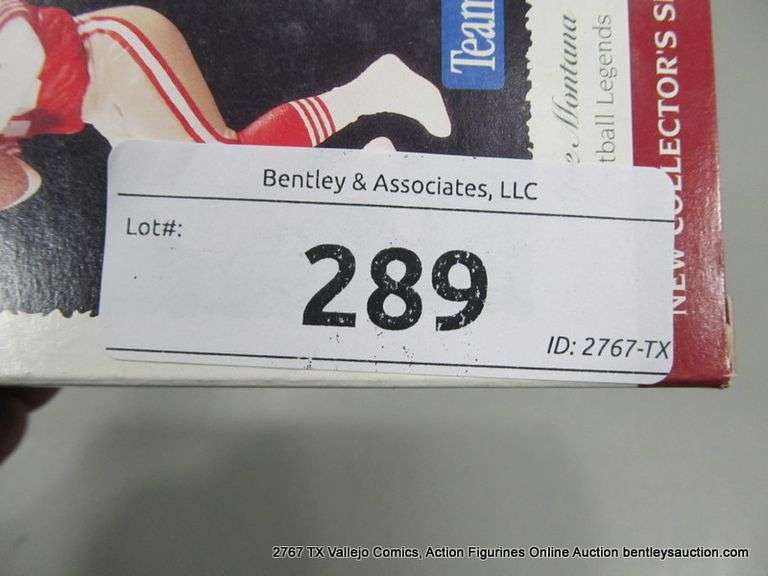 Team
Montana
tball Legends
NEW COLLECTOR'S
Bentley & Associates, LLC
Lot#:
289
ID: 2767-TX
2767 TX Vallejo Comics, Action Figurines Online Auction bentleysauction.com